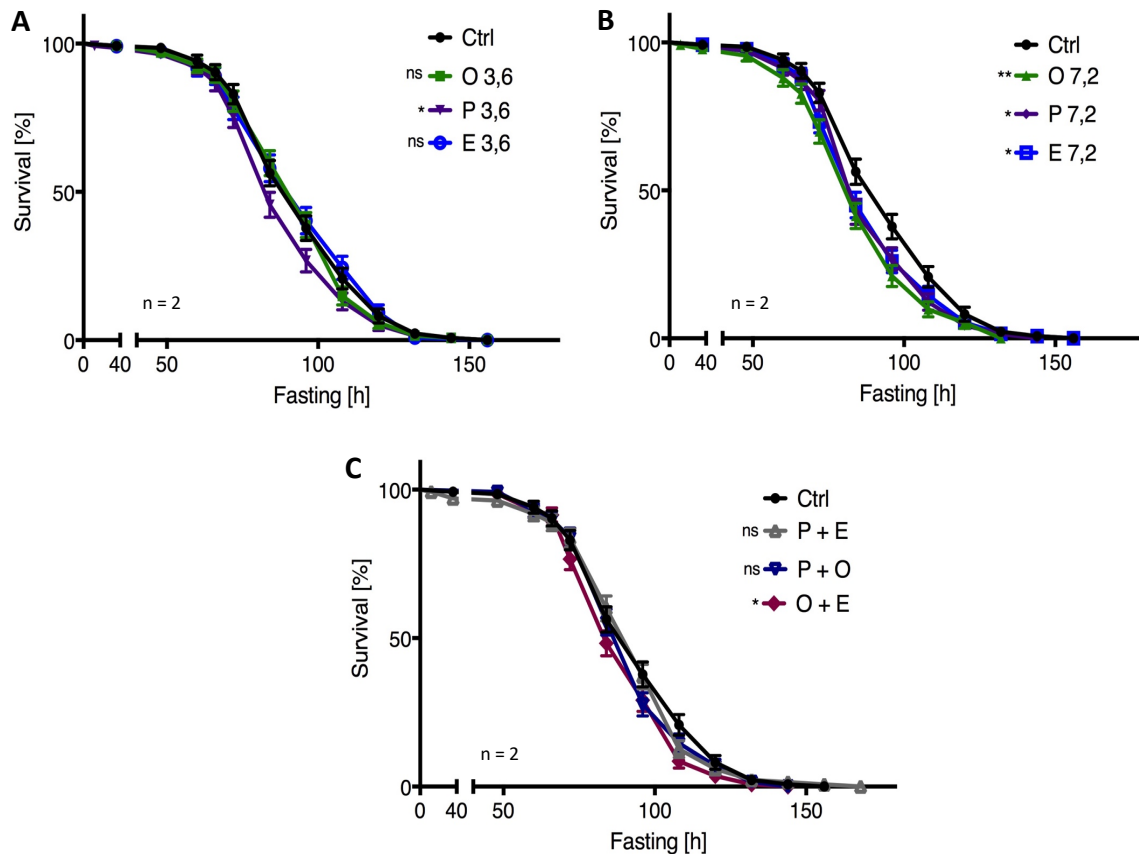 A
Survival [%]
100
50
0
Ctrl
ns O 3,6
* P 3,6
ns E 3,6
n = 2
0 40 50 100 150
Fasting [h]
B
Survival [%]
100
50
0
Ctrl
** O 7,2
* P 7,2
* E 7,2
n = 2
0 40 50 100 150
Fasting [h]
C
Survival [%]
100
50
0
Ctrl
ns P + E
ns P + O
* O + E
n = 2
0 40 50 100 150
Fasting [h]